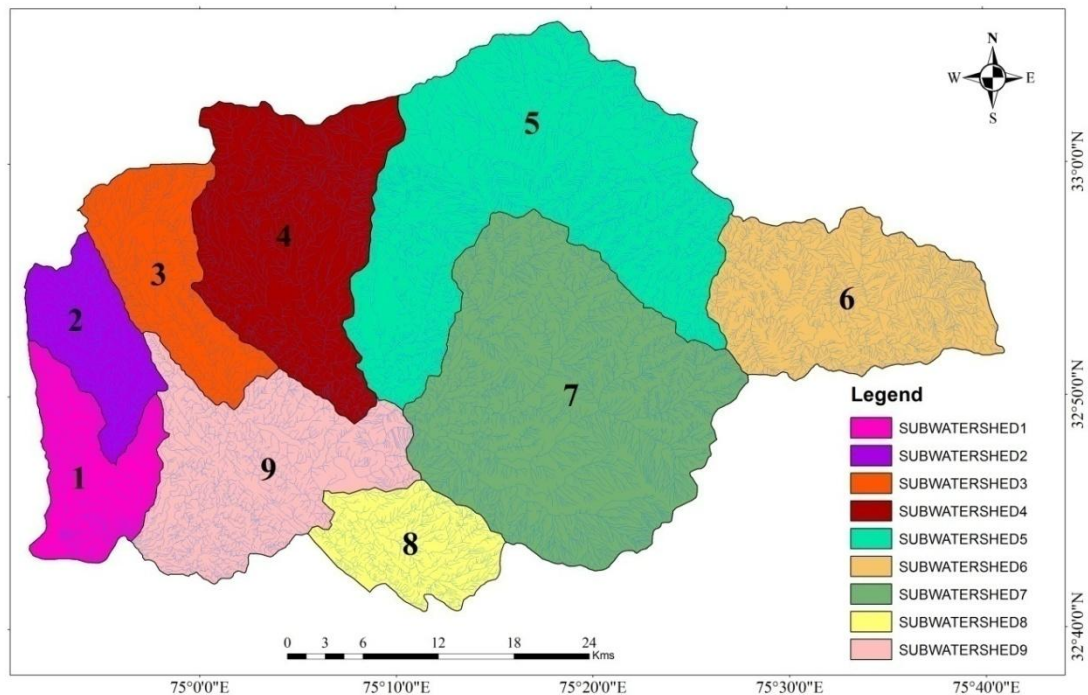 N
W E
S
5
4
3
2
6
7
9
1
8
33°0'0"N
32°50'0"N
32°40'0"N
Legend
SUBWATERSHED1
SUBWATERSHED2
SUBWATERSHED3
SUBWATERSHED4
SUBWATERSHED5
SUBWATERSHED6
SUBWATERSHED7
SUBWATERSHED8
SUBWATERSHED9
0 3 6 12 18 24
Kms
75°0'0"E 75°10'0"E 75°20'0"E 75°30'0"E 75°40'0"E